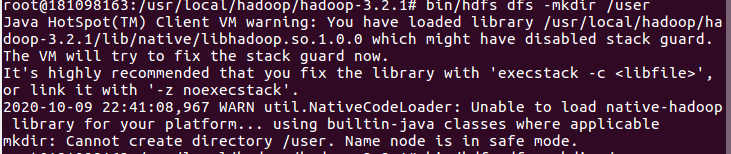 root@181098163:/usr/local/hadoop/hadoop-3.2.1# bin/hdfs dfs -mkdir /user
Java HotSpot(TM) Client VM warning: You have loaded library /usr/local/hadoop/ha
doop-3.2.1/lib/native/libhadoop.so.1.0.0 which might have disabled stack guard.
The VM will try to fix the stack guard now.
It's highly recommended that you fix the library with 'execstack -c <libfile>',
or link it with '-z noexecstack'.
2020-10-09 22:41:08,967 WARN util.NativeCodeLoader: Unable to load native-hadoop
 library for your platform... using builtin-java classes where applicable
mkdir: Cannot create directory /user. Name node is in safe mode.